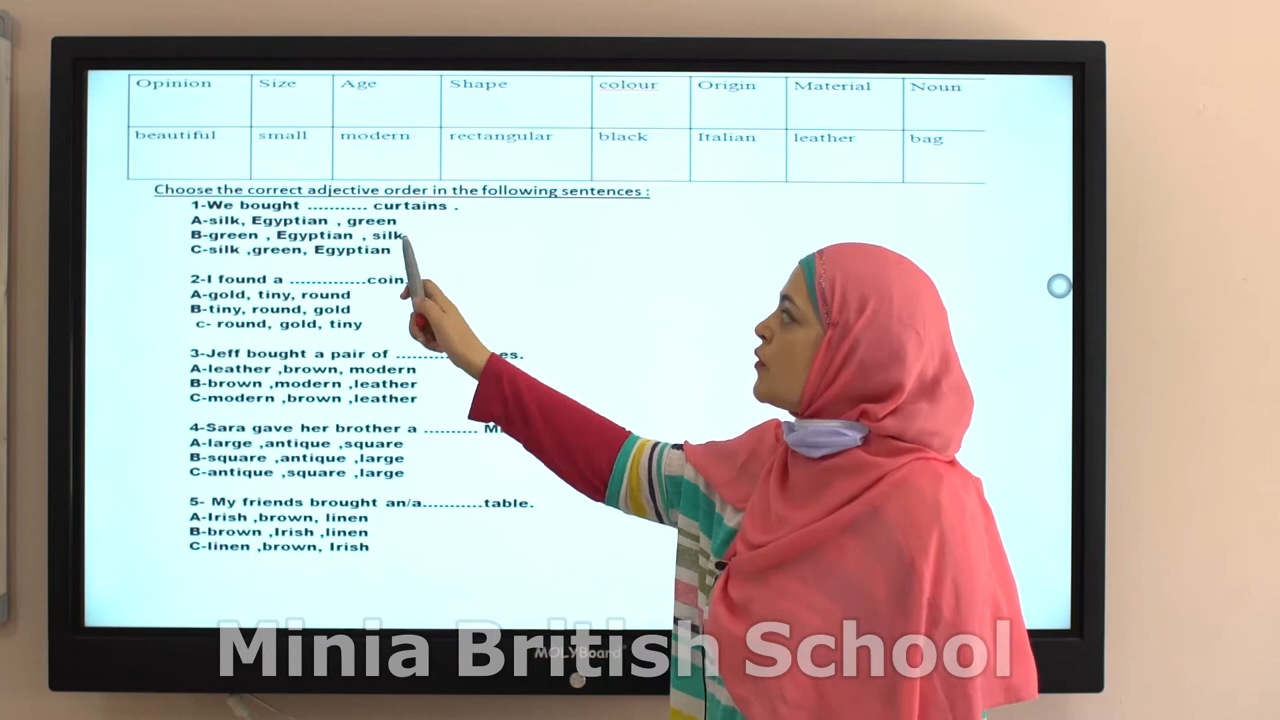 Opinion Size Age Shape colour Origin Material Noun
beautiful small modern rectangular black Italian leather bag
Choose the correct adjective order in the following sentences :
1-We bought ........... curtains .
A-silk, Egyptian , green
B-green , Egyptian , silk
C-silk ,green, Egyptian
2-I found a ..............coin.
A-gold, tiny, round
B-tiny, round, gold
c- round, gold, tiny
3-Jeff bought a pair of ............es.
A-leather ,brown, modern
B-brown ,modern ,leather
C-modern ,brown ,leather
4-Sara gave her brother a .........
A-large ,antique ,square
B-square ,antique ,large
C-antique ,square ,large
5- My friends brought an/a...........table.
A-Irish ,brown, linen
B-brown ,Irish ,linen
C-linen ,brown, Irish
Minia British School
MOLYBoard